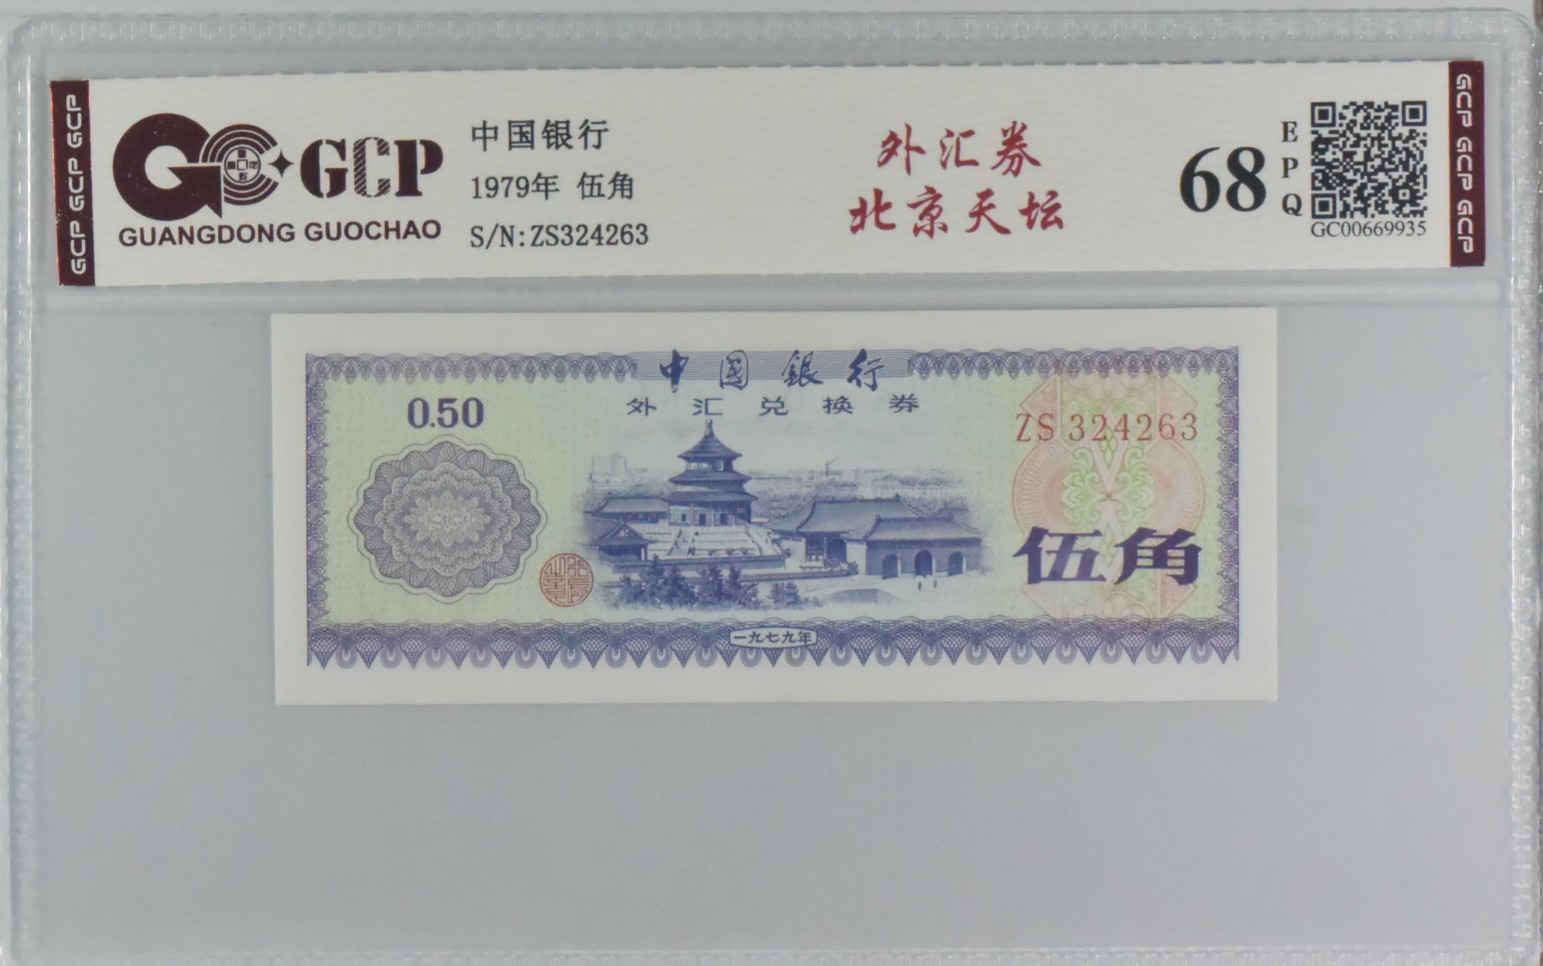 GCP GCP GCP
GCP
GUANGDONG GUOCHAO
中国银行
1979年 伍角
S/N:ZS324263
外汇券
北京天坛
68
EPQ
GC00669935
GCP GCP GCP
中国銀行
外汇兑换券
0.50
ZS 324263
伍角
一九七九年